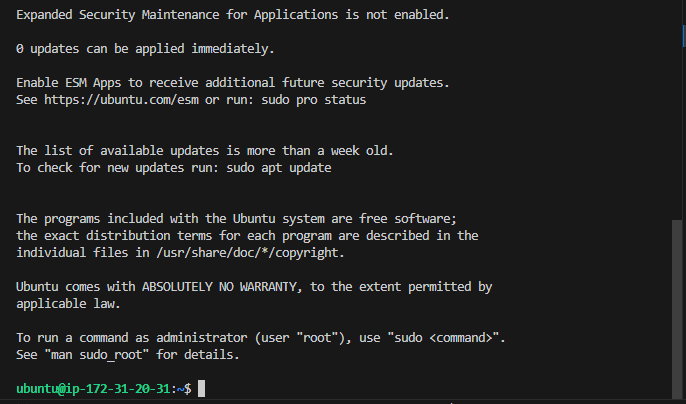 Expanded Security Maintenance for Applications is not enabled.
0 updates can be applied immediately.
Enable ESM Apps to receive additional future security updates.
See https://ubuntu.com/esm or run: sudo pro status
The list of available updates is more than a week old.
To check for new updates run: sudo apt update
The programs included with the Ubuntu system are free software;
the exact distribution terms for each program are described in the
individual files in /usr/share/doc/*/copyright.
Ubuntu comes with ABSOLUTELY NO WARRANTY, to the extent permitted by
applicable law.
To run a command as administrator (user "root"), use "sudo <command>".
See "man sudo_root" for details.
ubuntu@ip-172-31-20-31:~$